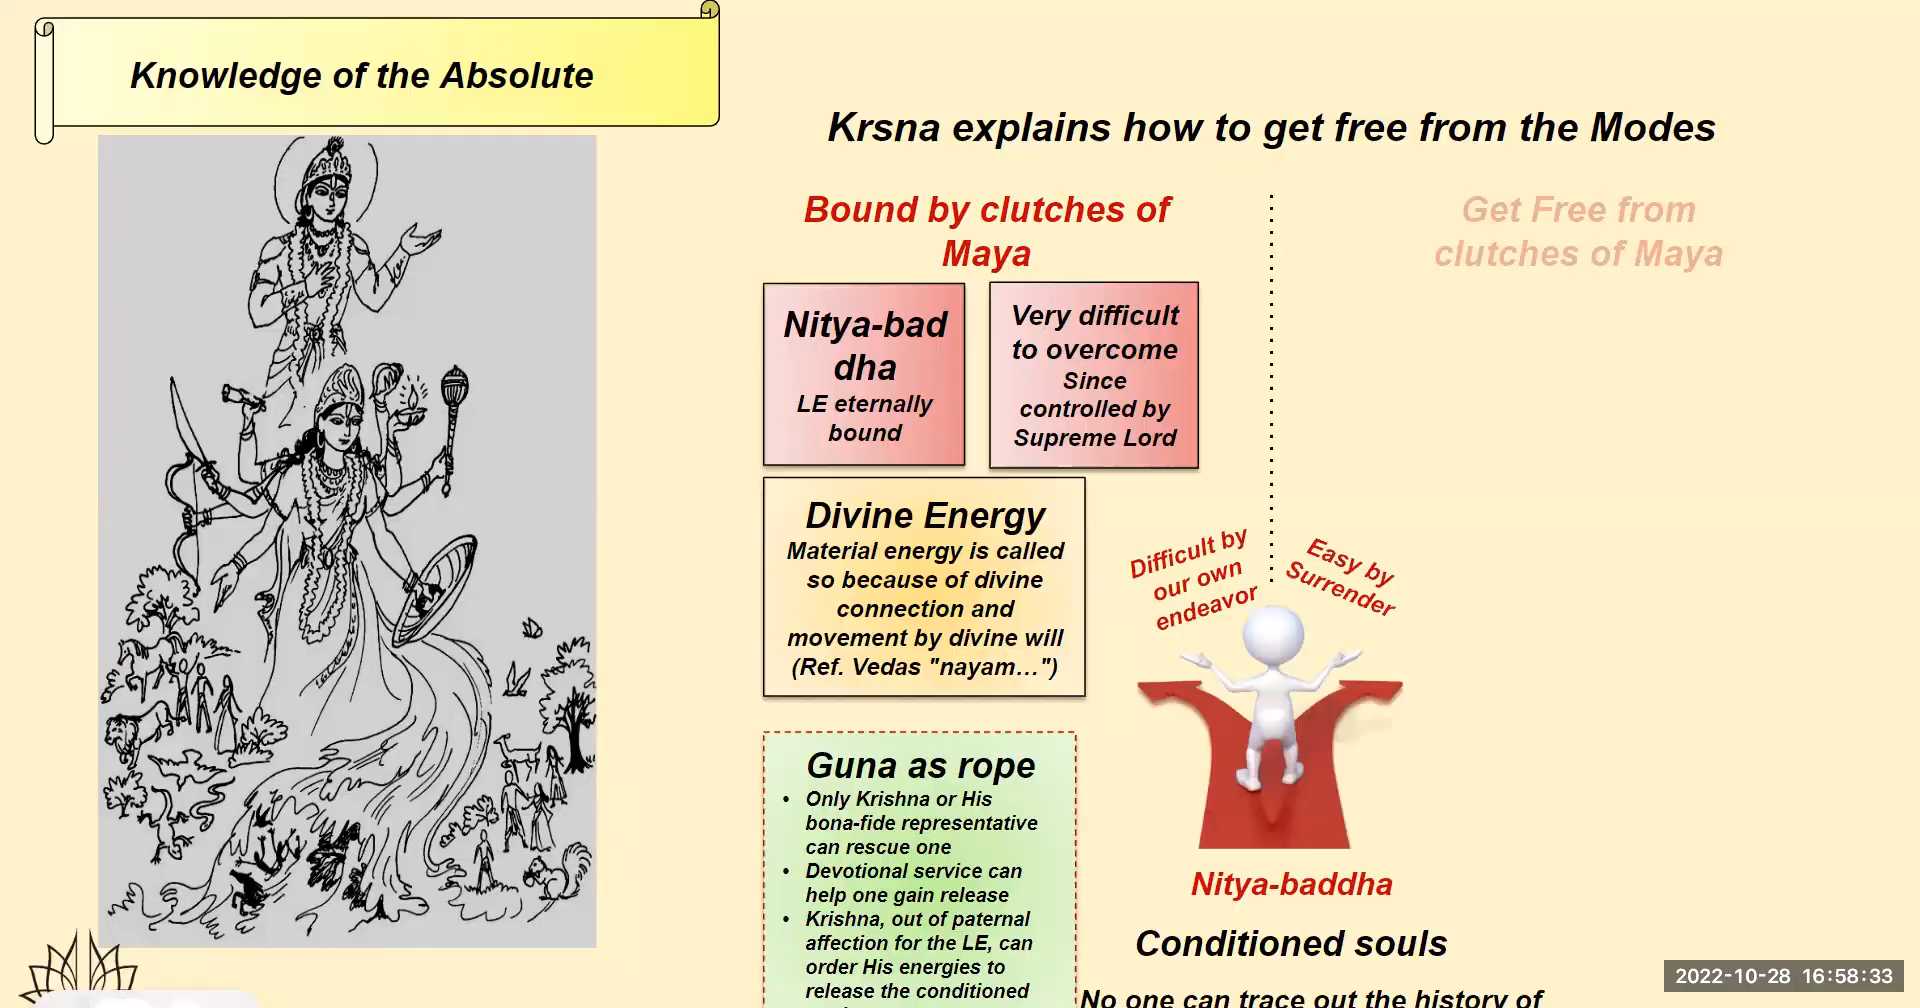 Knowledge of the Absolute
Krsna explains how to get free from the Modes
Bound by clutches of
Maya
Get Free from
clutches of Maya
Nitya-bad
dha
LE eternally
bound
Very difficult
to overcome
Since
controlled by
Supreme Lord
Divine Energy
Material energy is called
so because of divine
connection and
movement by divine will
(Ref. Vedas "nayam…")
Difficult by
our own
endeavor
Easy by
Surrender
Guna as rope
• Only Krishna or His
bona-fide representative
can rescue one
• Devotional service can
help one gain release
• Krishna, out of paternal
affection for the LE, can
order His energies to
release the conditioned
Nitya-baddha
Conditioned souls
No one can trace out the history of
2022-10-28 16:58:33